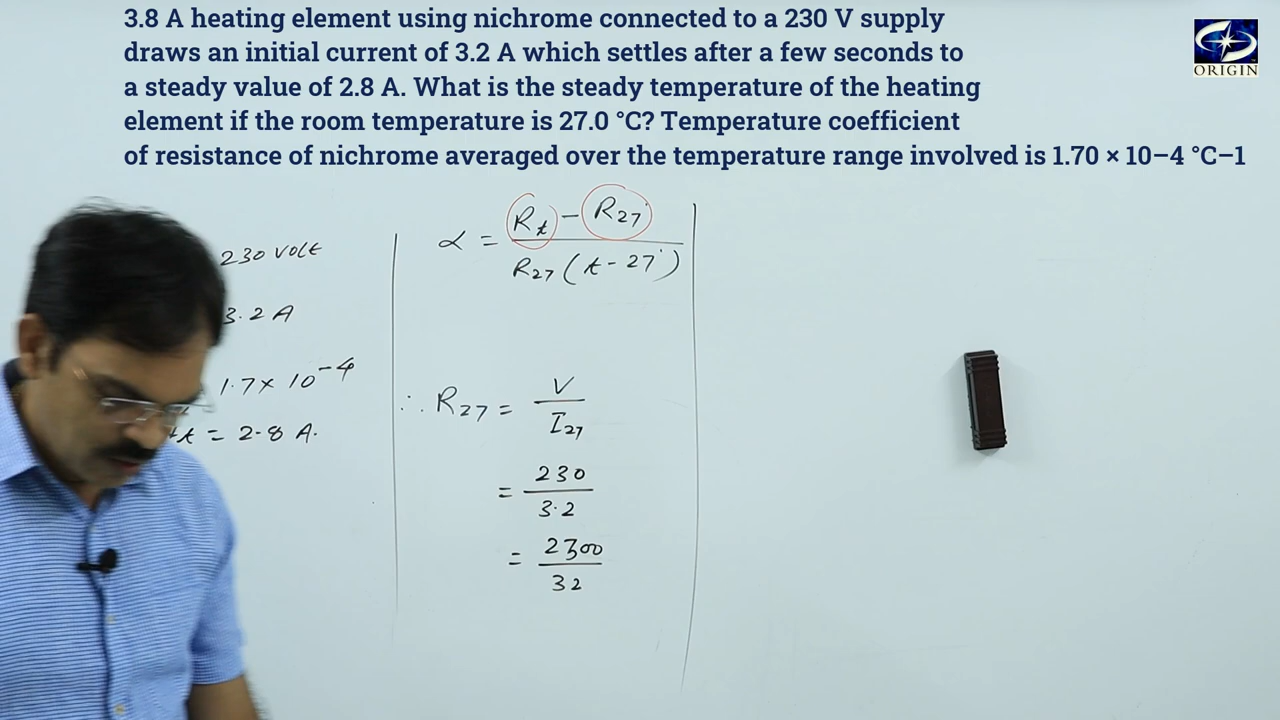 3.8 A heating element using nichrome connected to a 230 V supply
draws an initial current of 3.2 A which settles after a few seconds to
a steady value of 2.8 A. What is the steady temperature of the heating
element if the room temperature is 27.0 °C? Temperature coefficient
of resistance of nichrome averaged over the temperature range involved is 1.70 × 10−4 °C−1
ORIGIN
230 VOLT
3.2 A
1.7 × 10⁻⁴
t = 2.8 A.
α = (Rₜ − R₂₇) / (R₂₇ (t − 27))
∴ R₂₇ = V / I₂₇
= 230 / 3.2
= 2300 / 32